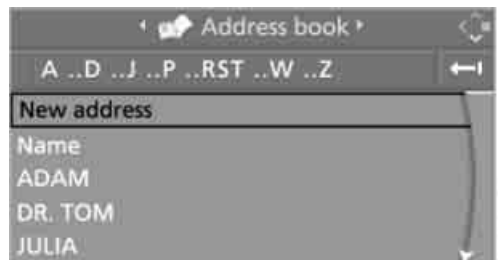 Address book
A ..D ..J ..P ..RST ..W ..Z
New address
Name
ADAM
DR. TOM
JULIA